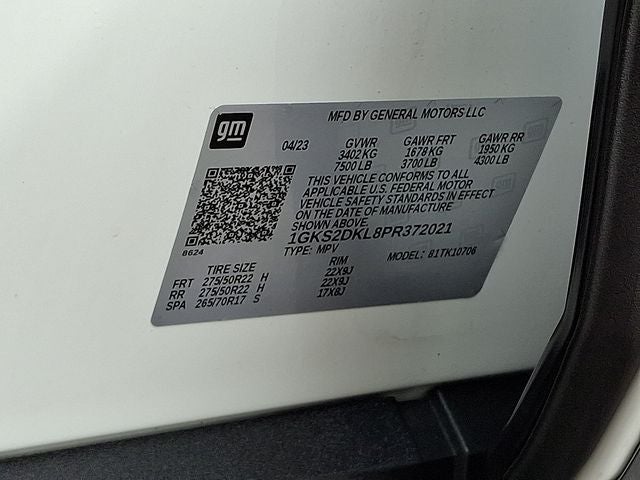 gm
MFD BY GENERAL MOTORS LLC
04/23 GVWR GAWR FRT GAWR RR
3402 KG 1678 KG 1950 KG
7500 LB 3700 LB 4300 LB
THIS VEHICLE CONFORMS TO ALL
APPLICABLE U.S. FEDERAL MOTOR
VEHICLE SAFETY STANDARDS IN EFFECT
ON THE DATE OF MANUFACTURE
SHOWN ABOVE.
1GKS2DKL8PR372021
8624
TYPE: MPV MODEL: 81TK10706
TIRE SIZE RIM
FRT 275/50R22 H 22X9J
RR 275/50R22 H 22X9J
SPA 265/70R17 S 17X8J